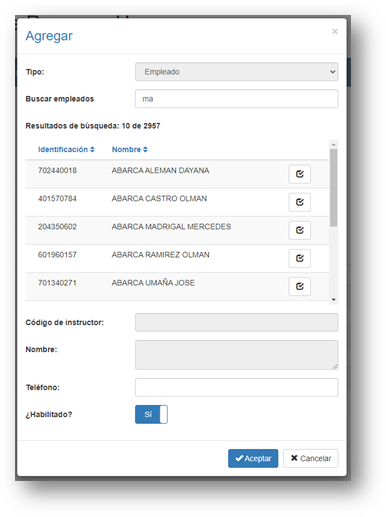 Agregar
×
Tipo:
Empleado
Buscar empleados
ma
Resultados de búsqueda: 10 de 2957
Identificación Nombre
702440018 ABARCA ALEMAN DAYANA
401570784 ABARCA CASTRO OLMAN
204350602 ABARCA MADRIGAL MERCEDES
601960157 ABARCA RAMIREZ OLMAN
701340271 ABARCA UMAÑA JOSE
Código de instructor:
Nombre:
Teléfono:
¿Habilitado?
SÍ
Aceptar
Cancelar